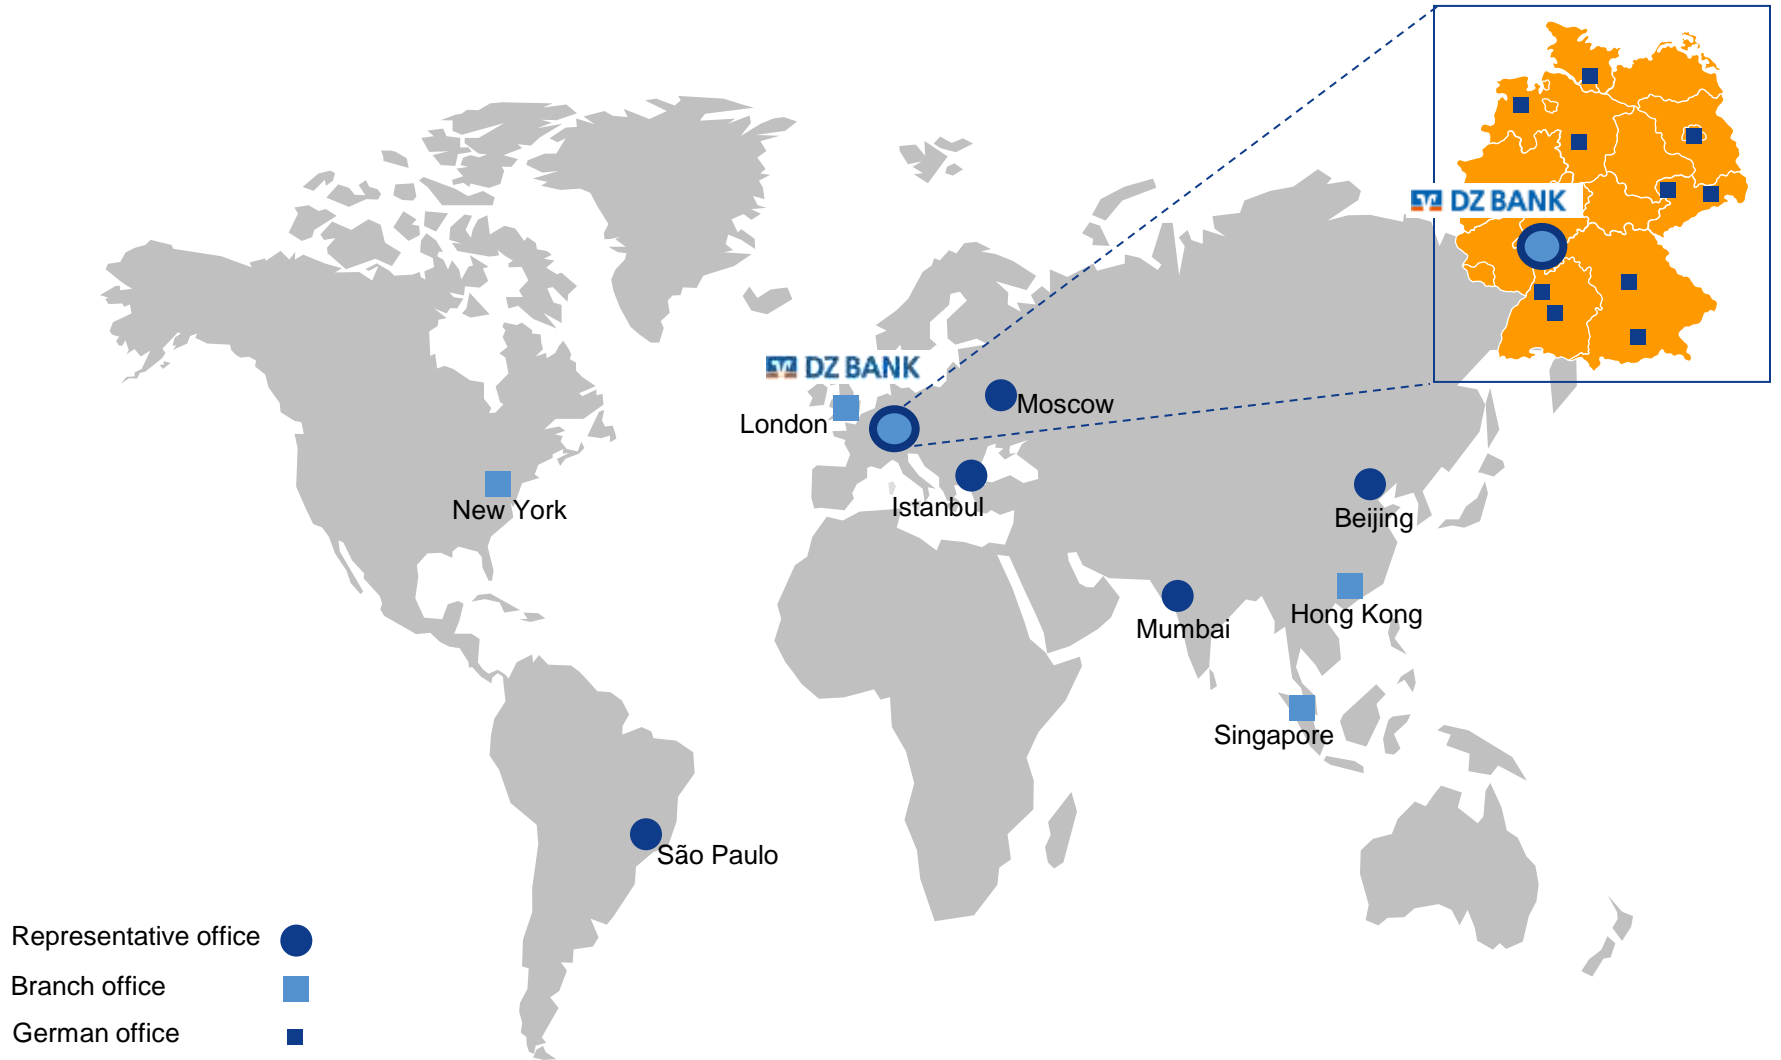 DZ BANK
DZ BANK
London
Moscow
New York
Istanbul
Beijing
Mumbai
Hong Kong
Singapore
São Paulo
Representative office
Branch office
German office